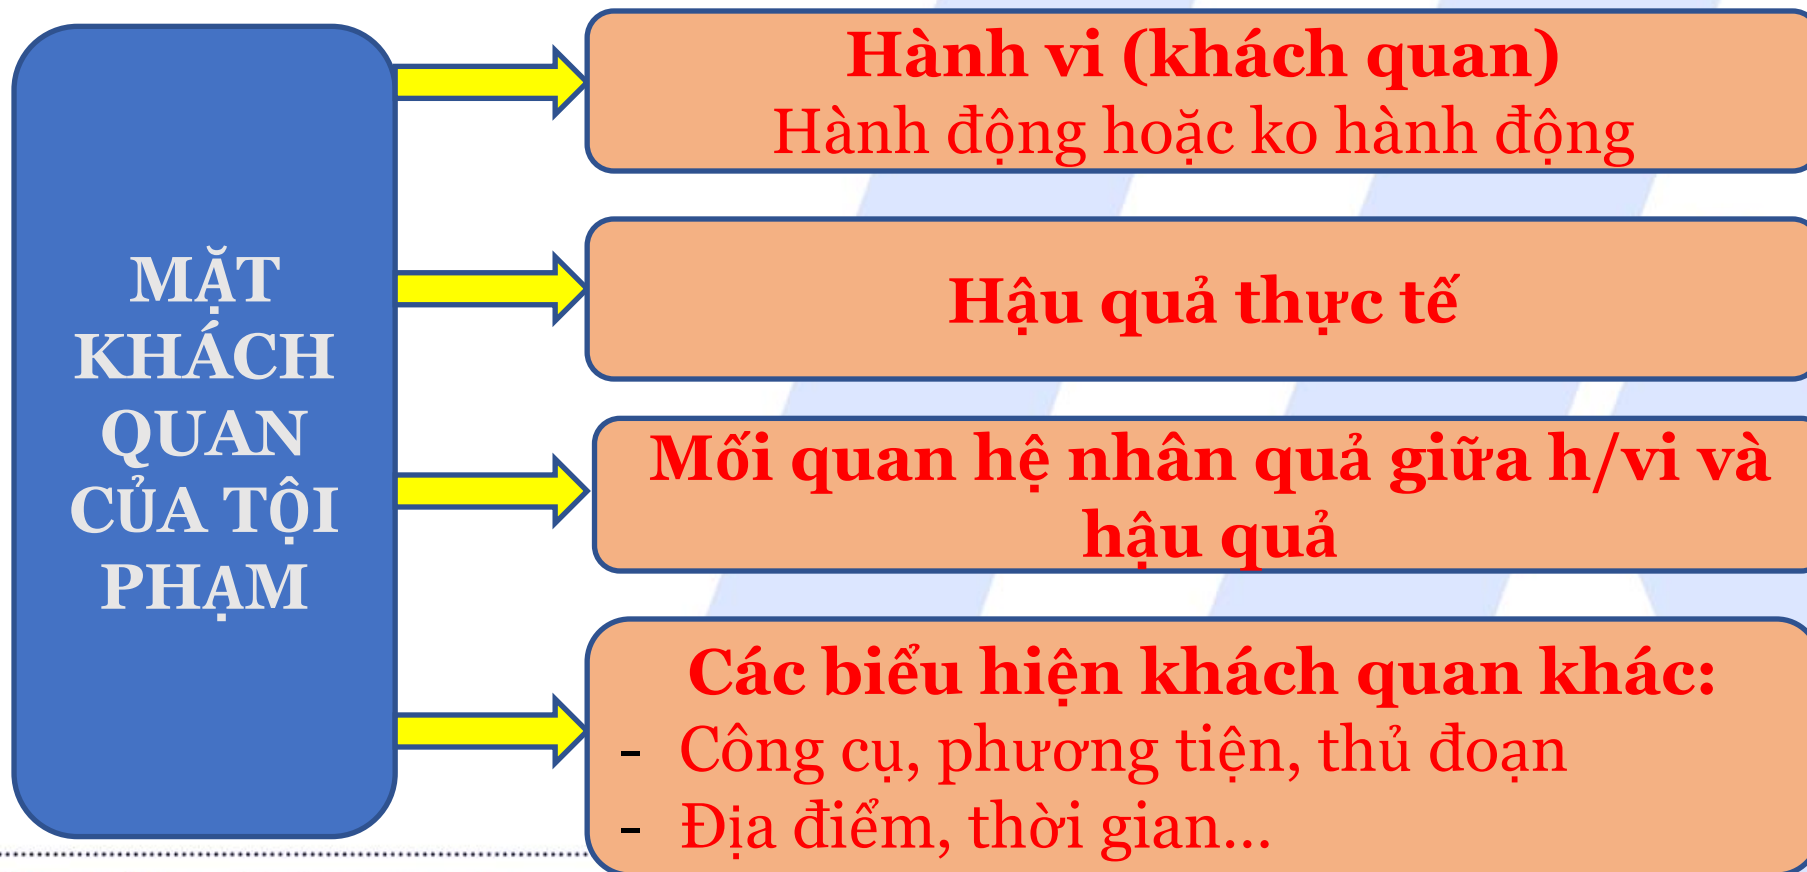 MẶT
KHÁCH
QUAN
CỦA TỘI
PHẠM
Hành vi (khách quan)
Hành động hoặc ko hành động
Hậu quả thực tế
Mối quan hệ nhân quả giữa h/vi và
hậu quả
Các biểu hiện khách quan khác:
- Công cụ, phương tiện, thủ đoạn
- Địa điểm, thời gian...